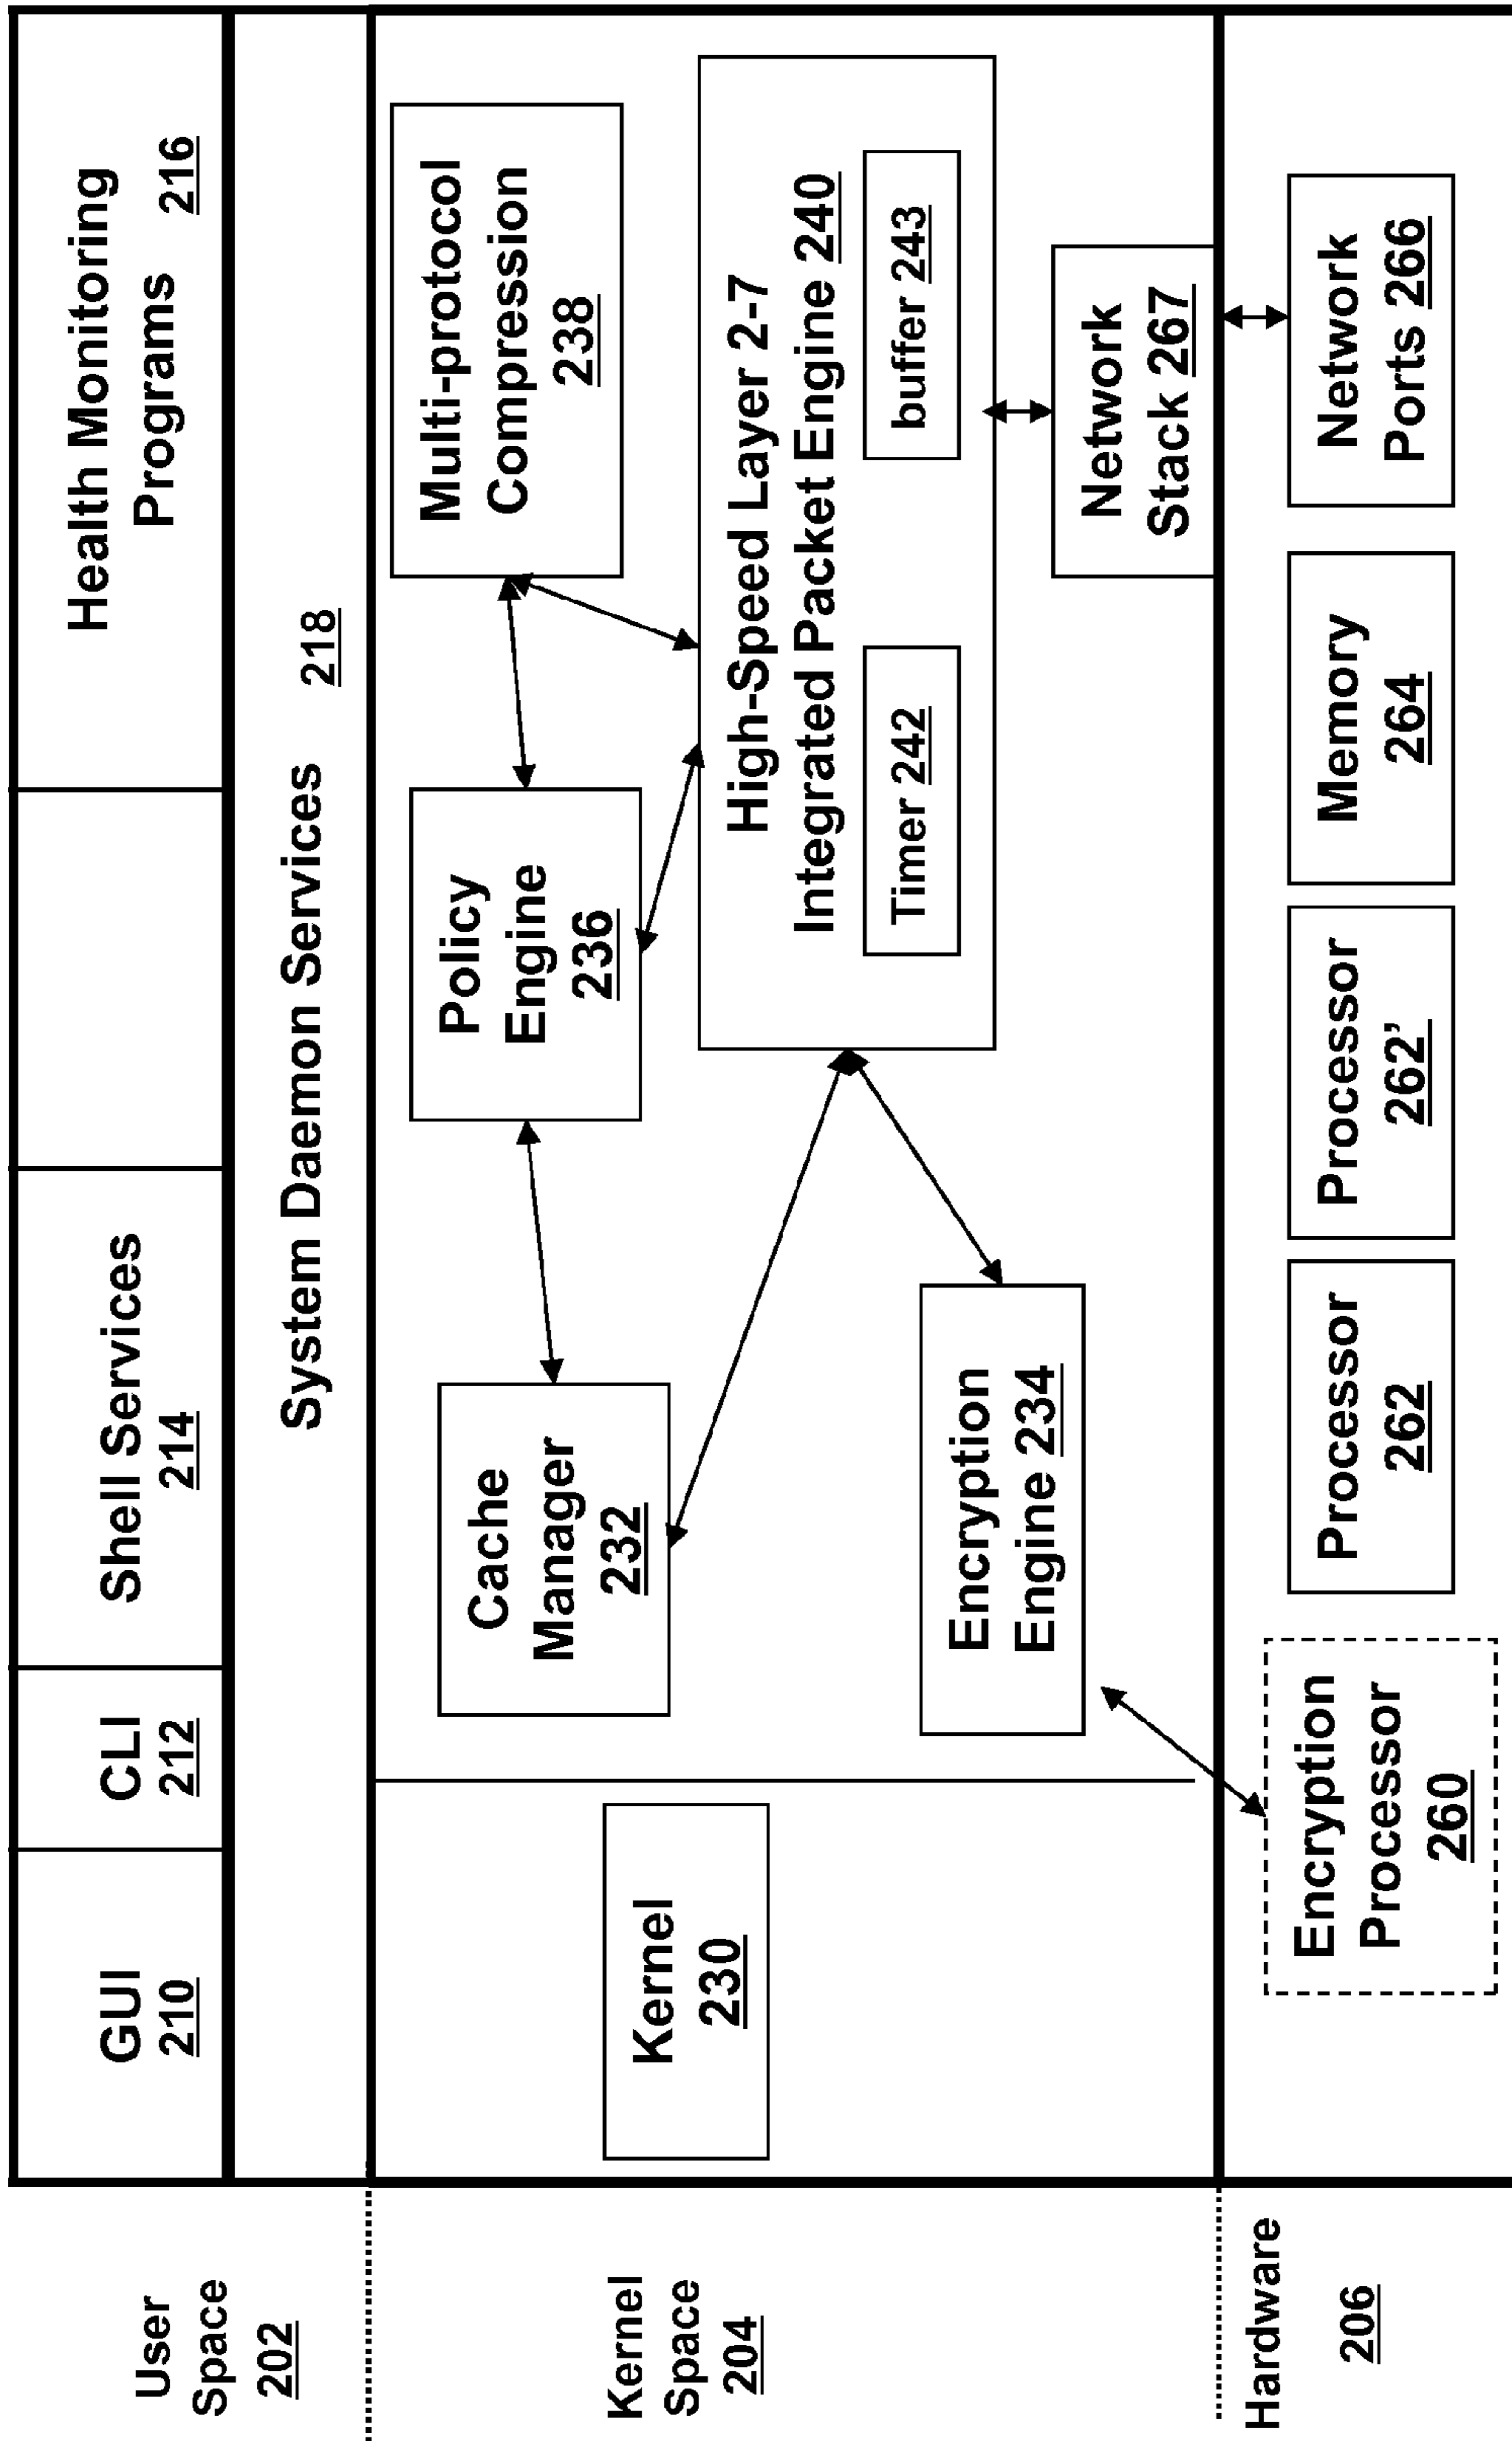 User
Space
202
GUI
210
CLI
212
Shell Services
214
Health Monitoring
Programs 216
System Daemon Services 218
Kernel
Space
204
Kernel
230
Cache
Manager
232
Policy
Engine
236
Multi-protocol
Compression
238
High-Speed Layer 2-7
Integrated Packet Engine 240
Timer 242
buffer 243
Encryption
Engine 234
Network
Stack 267
Hardware
206
Encryption
Processor
260
Processor
262
Processor
262’
Memory
264
Network
Ports 266